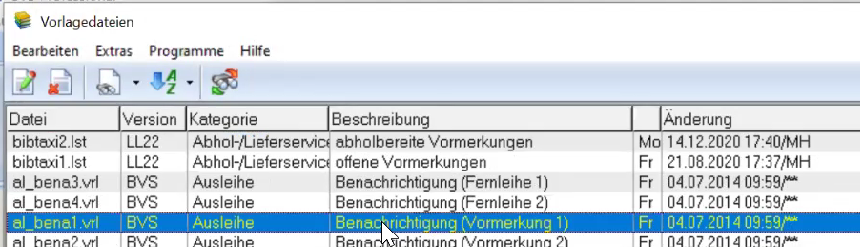 Vorlagedateien
Bearbeiten Extras Programme Hilfe
Datei Version Kategorie Beschreibung Änderung
bibtaxi2.lst LL22 Abhol-/Lieferservice abholbereite Vormerkungen Mo 14.12.2020 17:40/MH
bibtaxi1.lst LL22 Abhol-/Lieferservice offene Vormerkungen Fr 21.08.2020 17:37/MH
al_bena3.vrl BVS Ausleihe Benachrichtigung (Fernleihe 1) Fr 04.07.2014 09:59/**
al_bena4.vrl BVS Ausleihe Benachrichtigung (Fernleihe 2) Fr 04.07.2014 09:59/**
al_bena1.vrl BVS Ausleihe Benachrichtigung (Vormerkung 1) Fr 04.07.2014 09:59/**
al_bena2.vrl BVS Ausleihe Benachrichtigung (Vormerkung 2) Fr 04.07.2014 09:59/**